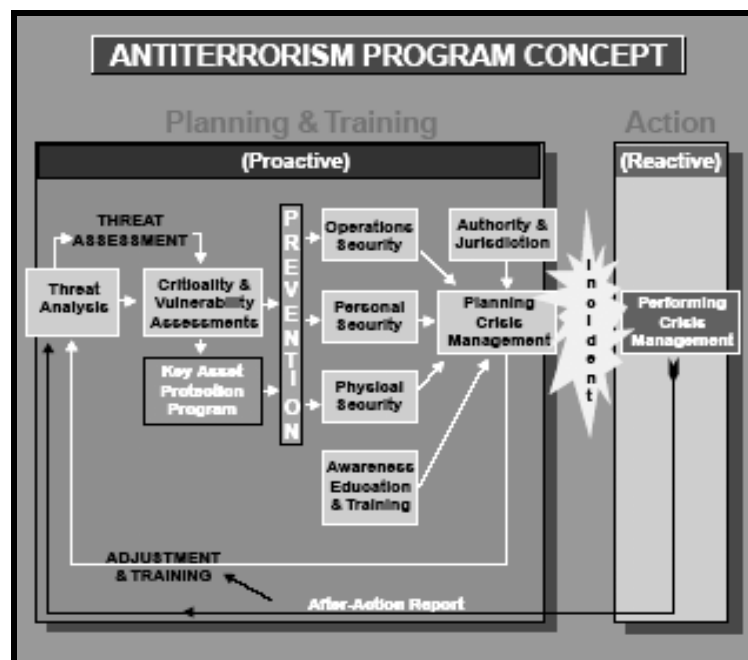 ANTITERRORISM PROGRAM CONCEPT
Planning & Training
Action
(Proactive)
(Reactive)
THREAT
ASSESSMENT
Threat
Analysis
Criticality &
Vulnerability
Assessments
Key Asset
Protection
Program
PREVENTION
Operations
Security
Personal
Security
Physical
Security
Awareness
Education
& Training
Authority &
Jurisdiction
Planning
Crisis
Management
Incident
Performing
Crisis
Management
ADJUSTMENT
& TRAINING
After-Action Report